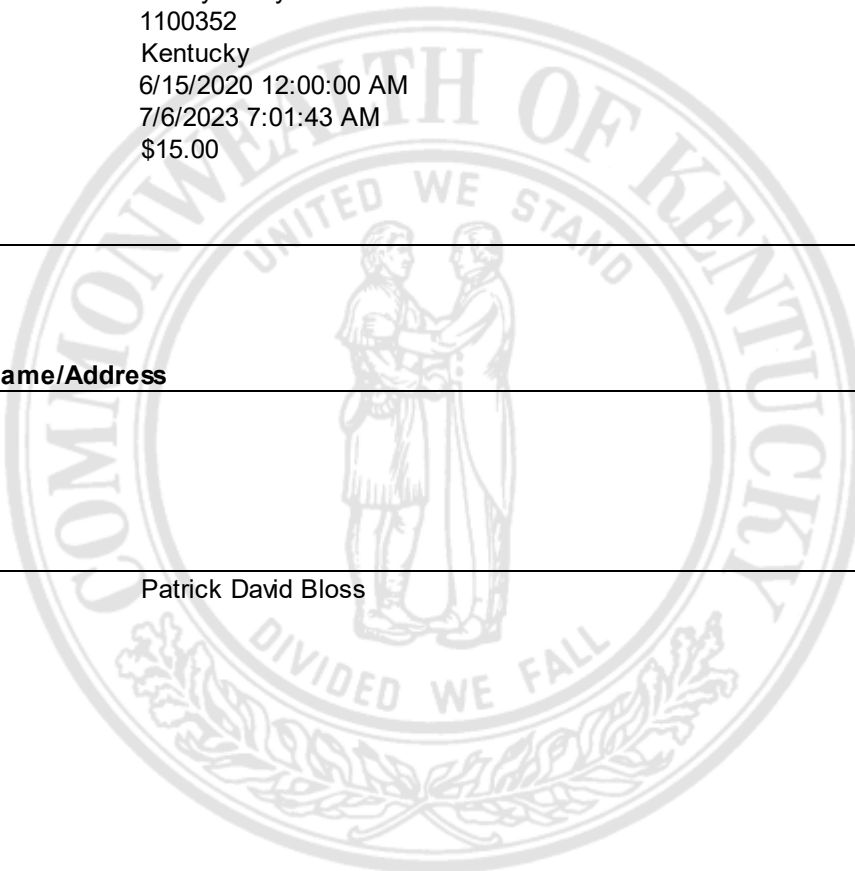 1100352
Kentucky
6/15/2020 12:00:00 AM
7/6/2023 7:01:43 AM
$15.00
COMMONWEALTH OF KENTUCKY
UNITED WE STAND
ame/Address
Patrick David Bloss
DIVIDED WE FALL